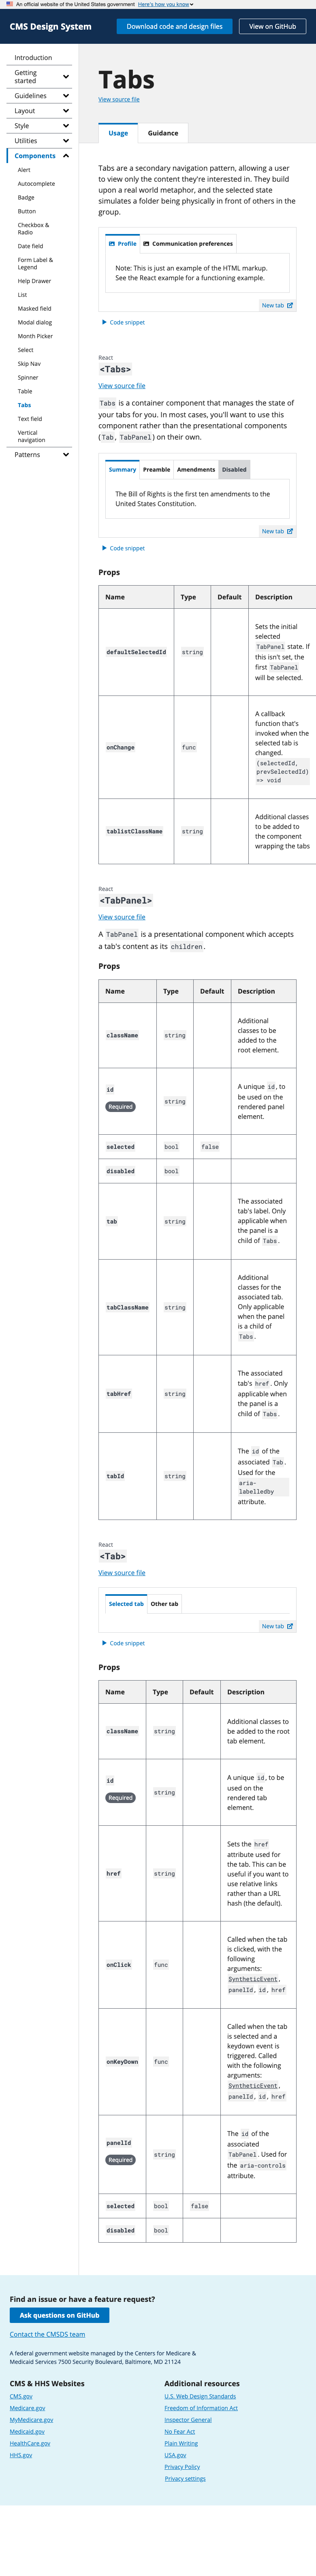 An official website of the United States government Here's how you know
CMS Design System
Download code and design files
View on GitHub
Introduction
Getting
started
Guidelines
Layout
Style
Utilities
Components
Alert
Autocomplete
Badge
Button
Checkbox &
Radio
Date field
Form Label &
Legend
Help Drawer
List
Masked field
Modal dialog
Month Picker
Select
Skip Nav
Spinner
Table
Tabs
Text field
Vertical
navigation
Patterns
Tabs
View source file
Usage
Guidance
Tabs are a secondary navigation pattern, allowing a user
to view only the content they're interested in. They build
upon a real world metaphor, and the selected state
simulates a folder being physically in front of others in the
group.
Profile
Communication preferences
Note: This is just an example of the HTML markup.
See the React example for a functioning example.
New tab
Code snippet
React
<Tabs>
View source file
Tabs is a container component that manages the state of
your tabs for you. In most cases, you'll want to use this
component rather than the presentational components
(Tab, TabPanel) on their own.
Summary
Preamble
Amendments
Disabled
The Bill of Rights is the first ten amendments to the
United States Constitution.
New tab
Code snippet
Props
Name Type Default Description
defaultSelectedId string Sets the initial
selected
TabPanel state. If
this isn't set, the
first TabPanel
will be selected.
onChange func A callback
function that's
invoked when the
selected tab is
changed.
(selectedId,
prevSelectedId)
=> void
tablistClassName string Additional classes
to be added to
the component
wrapping the tabs
React
<TabPanel>
View source file
A TabPanel is a presentational component which accepts
a tab's content as its children.
Props
Name Type Default Description
className string Additional
classes to be
added to the
root element.
id Required string A unique id, to
be used on the
rendered panel
element.
selected bool false
disabled bool
tab string The associated
tab's label. Only
applicable when
the panel is a
child of Tabs.
tabClassName string Additional
classes for the
associated tab.
Only applicable
when the panel
is a child of
Tabs.
tabHref string The associated
tab's href. Only
applicable when
the panel is a
child of Tabs.
tabId string The id of the
associated Tab.
Used for the
aria-
labelledby
attribute.
React
<Tab>
View source file
Selected tab
Other tab
New tab
Code snippet
Props
Name Type Default Description
className string Additional classes to
be added to the root
tab element.
id Required string A unique id, to be
used on the
rendered tab
element.
href string Sets the href
attribute used for
the tab. This can be
useful if you want to
use relative links
rather than a URL
hash (the default).
onClick func Called when the tab
is clicked, with the
following
arguments:
SyntheticEvent,
panelId, id, href
onKeyDown func Called when the tab
is selected and a
keydown event is
triggered. Called
with the following
arguments:
SyntheticEvent,
panelId, id, href
panelId Required string The id of the
associated
TabPanel. Used for
the aria-controls
attribute.
selected bool false
disabled bool
Find an issue or have a feature request?
Ask questions on GitHub
Contact the CMSDS team
A federal government website managed by the Centers for Medicare &
Medicaid Services 7500 Security Boulevard, Baltimore, MD 21124
CMS & HHS Websites
CMS.gov
Medicare.gov
MyMedicare.gov
Medicaid.gov
HealthCare.gov
HHS.gov
Additional resources
U.S. Web Design Standards
Freedom of Information Act
Inspector General
No Fear Act
Plain Writing
USA.gov
Privacy Policy
Privacy settings